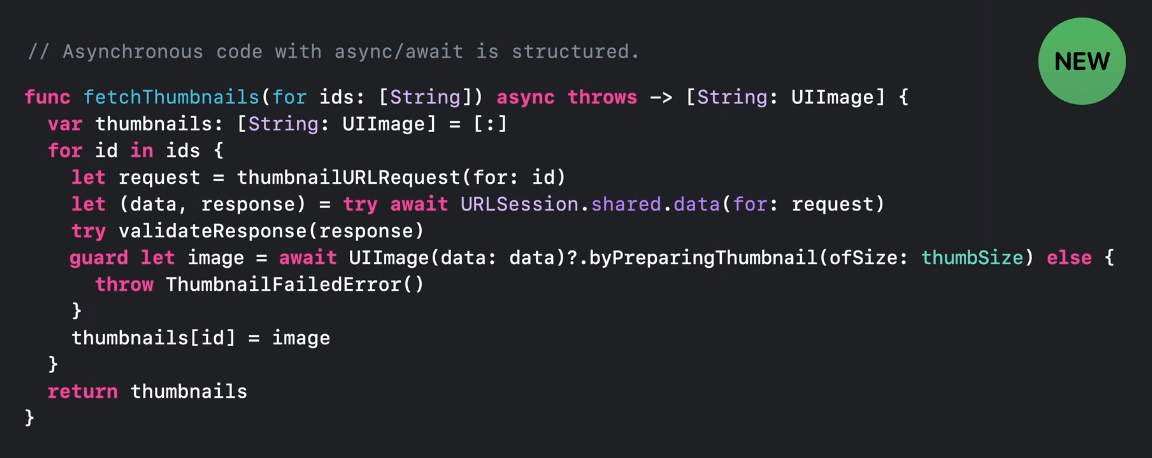 // Asynchronous code with async/await is structured.
NEW
func fetchThumbnails(for ids: [String]) async throws -> [String: UIImage] {
  var thumbnails: [String: UIImage] = [:]
  for id in ids {
    let request = thumbnailURLRequest(for: id)
    let (data, response) = try await URLSession.shared.data(for: request)
    try validateResponse(response)
    guard let image = await UIImage(data: data)?.byPreparingThumbnail(ofSize: thumbSize) else {
      throw ThumbnailFailedError()
    }
    thumbnails[id] = image
  }
  return thumbnails
}